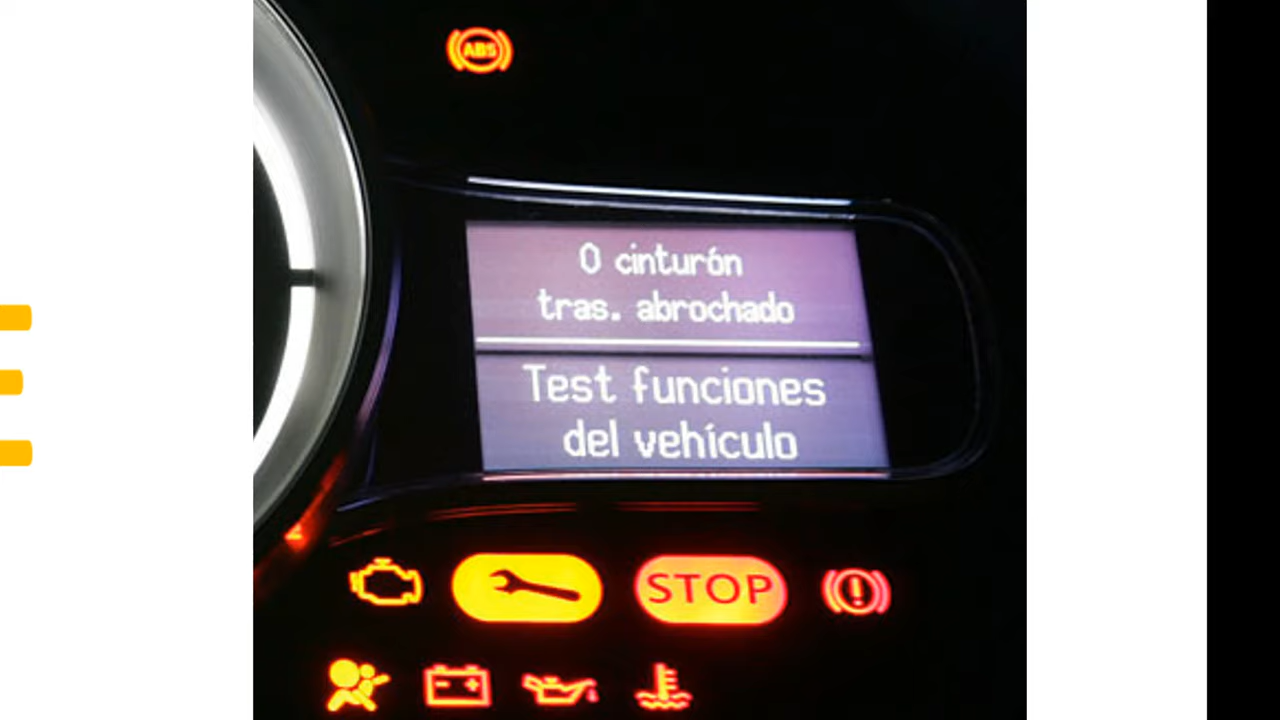 ABS
0 cinturón
tras. abrochado
Test funciones
del vehículo
STOP